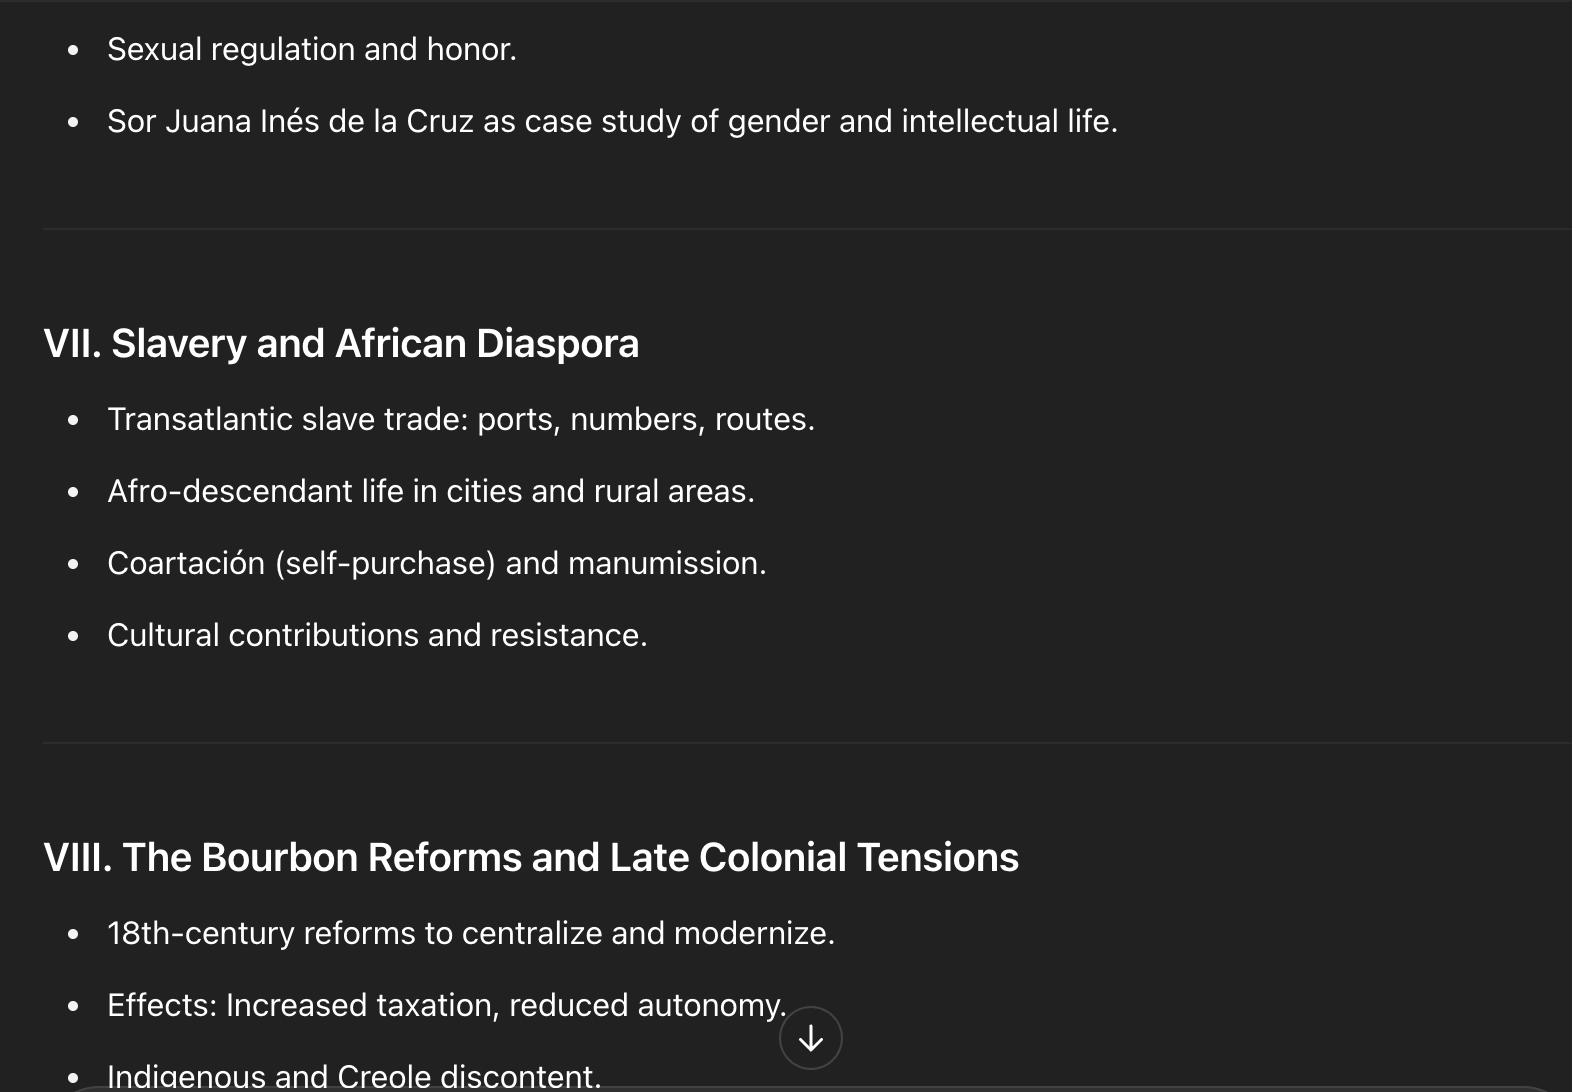 • Sexual regulation and honor.
• Sor Juana Inés de la Cruz as case study of gender and intellectual life.
VII. Slavery and African Diaspora
• Transatlantic slave trade: ports, numbers, routes.
• Afro-descendant life in cities and rural areas.
• Coartación (self-purchase) and manumission.
• Cultural contributions and resistance.
VIII. The Bourbon Reforms and Late Colonial Tensions
• 18th-century reforms to centralize and modernize.
• Effects: Increased taxation, reduced autonomy.
• Indigenous and Creole discontent.